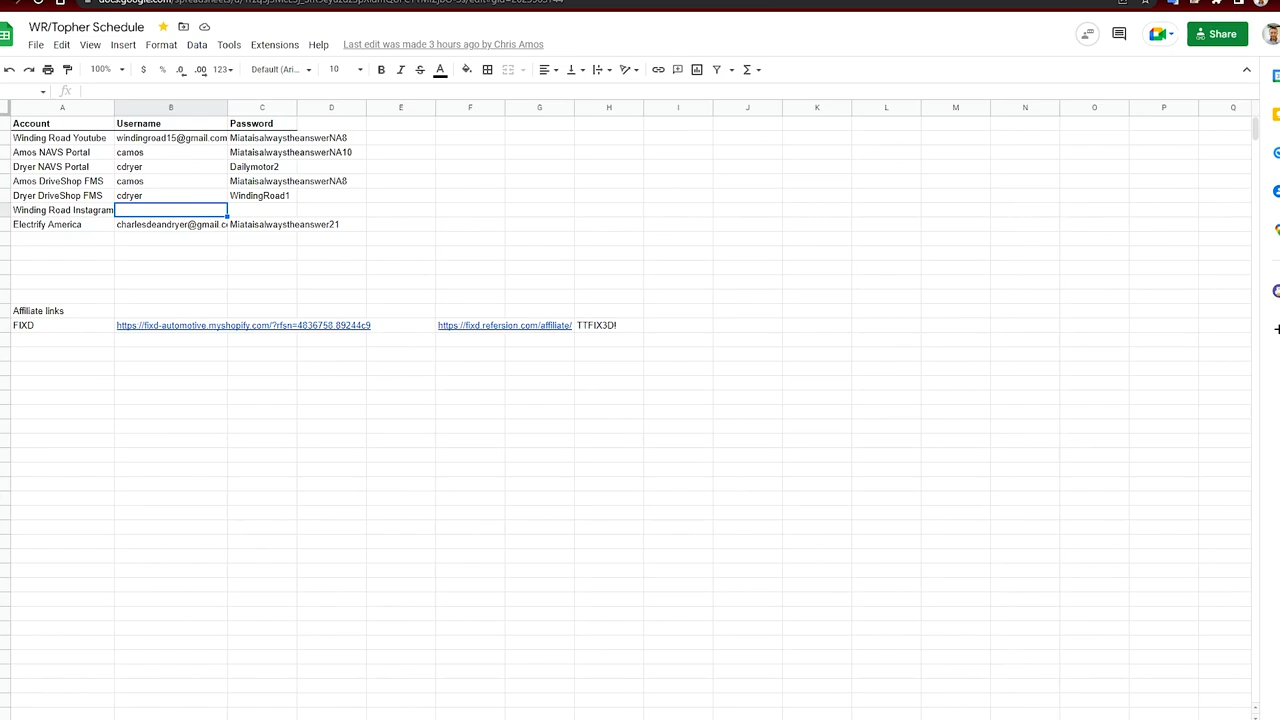 WR/Topher Schedule
File Edit View Insert Format Data Tools Extensions Help Last edit was made 3 hours ago by Chris Amos
Share
100% $ % .0 .00 123 Default (Ari... 10 B I S A
fx
A B C D E F G H I J K L M N O P Q
Account Username Password
Winding Road Youtube windingroad15@gmail.com MiataisalwaystheanswerNA8
Amos NAVS Portal camos MiataisalwaystheanswerNA10
Dryer NAVS Portal cdryer Dailymotor2
Amos DriveShop FMS camos MiataisalwaystheanswerNA8
Dryer DriveShop FMS cdryer WindingRoad1
Winding Road Instagram
Electrify America charlesdeandryer@gmail.c Miataisalwaystheanswer21
Affiliate links
FIXD https://fixd-automotive.myshopify.com/?rfsn=4836758.89244c9 https://fixd.refersion.com/affiliate/ TTFIX3D!